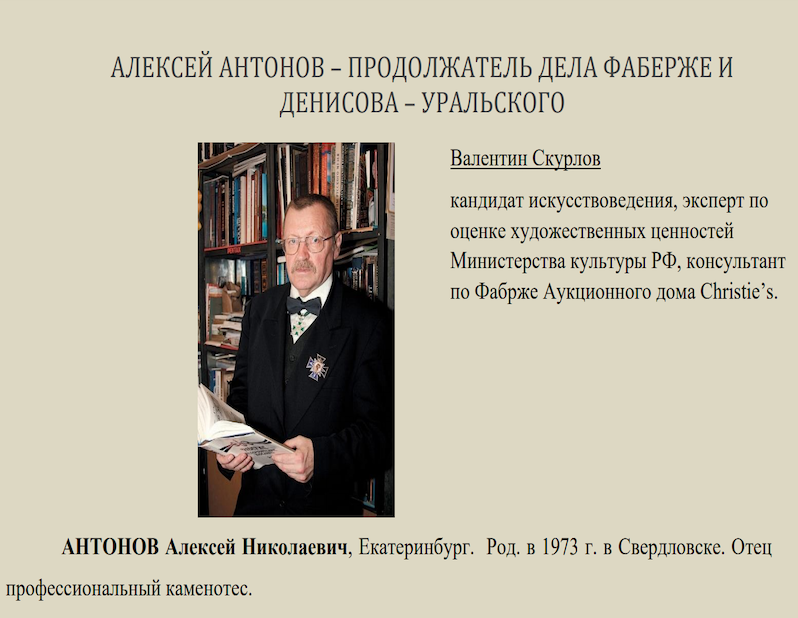 АЛЕКСЕЙ АНТОНОВ – ПРОДОЛЖАТЕЛЬ ДЕЛА ФАБЕРЖЕ И
ДЕНИСОВА – УРАЛЬСКОГО
Валентин Скурлов
кандидат искусствоведения, эксперт по
оценке художественных ценностей
Министерства культуры РФ, консультант
по Фабрже Аукционного дома Christie’s.
АНТОНОВ Алексей Николаевич, Екатеринбург. Род. в 1973 г. в Свердловске. Отец
профессиональный каменотес.